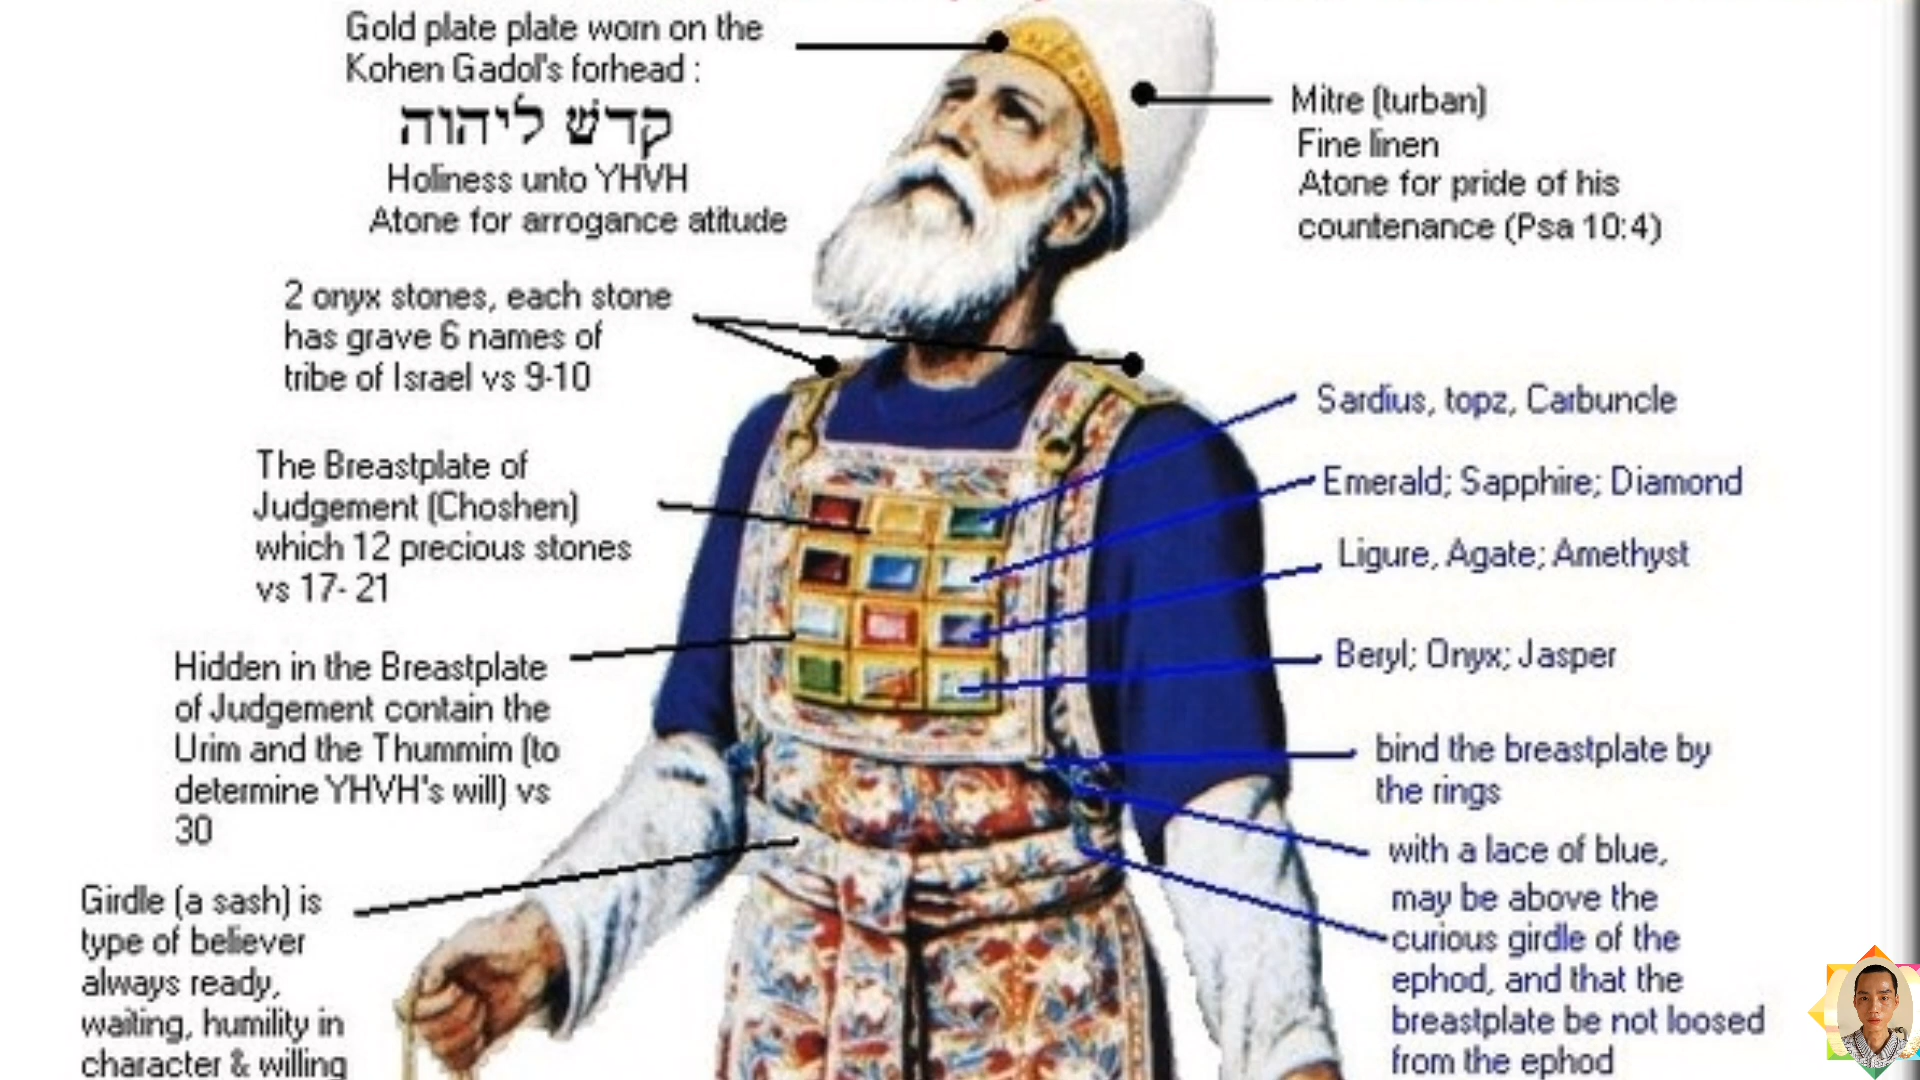 Gold plate plate worn on the
Kohen Gadol's forhead :
קדשׁ ליהוה
Holiness unto YHVH
Atone for arrogance atitude
2 onyx stones, each stone
has grave 6 names of
tribe of Israel vs 9-10
The Breastplate of
Judgement (Choshen)
which 12 precious stones
vs 17- 21
Hidden in the Breastplate
of Judgement contain the
Urim and the Thummim (to
determine YHVH's will) vs
30
Girdle (a sash) is
type of believer
always ready,
waiting, humility in
character & willing
Mitre (turban)
Fine linen
Atone for pride of his
countenance (Psa 10:4)
Sardius, topz, Carbuncle
Emerald; Sapphire; Diamond
Ligure, Agate; Amethyst
Beryl; Onyx; Jasper
bind the breastplate by
the rings
with a lace of blue,
may be above the
curious girdle of the
ephod, and that the
breastplate be not loosed
from the ephod